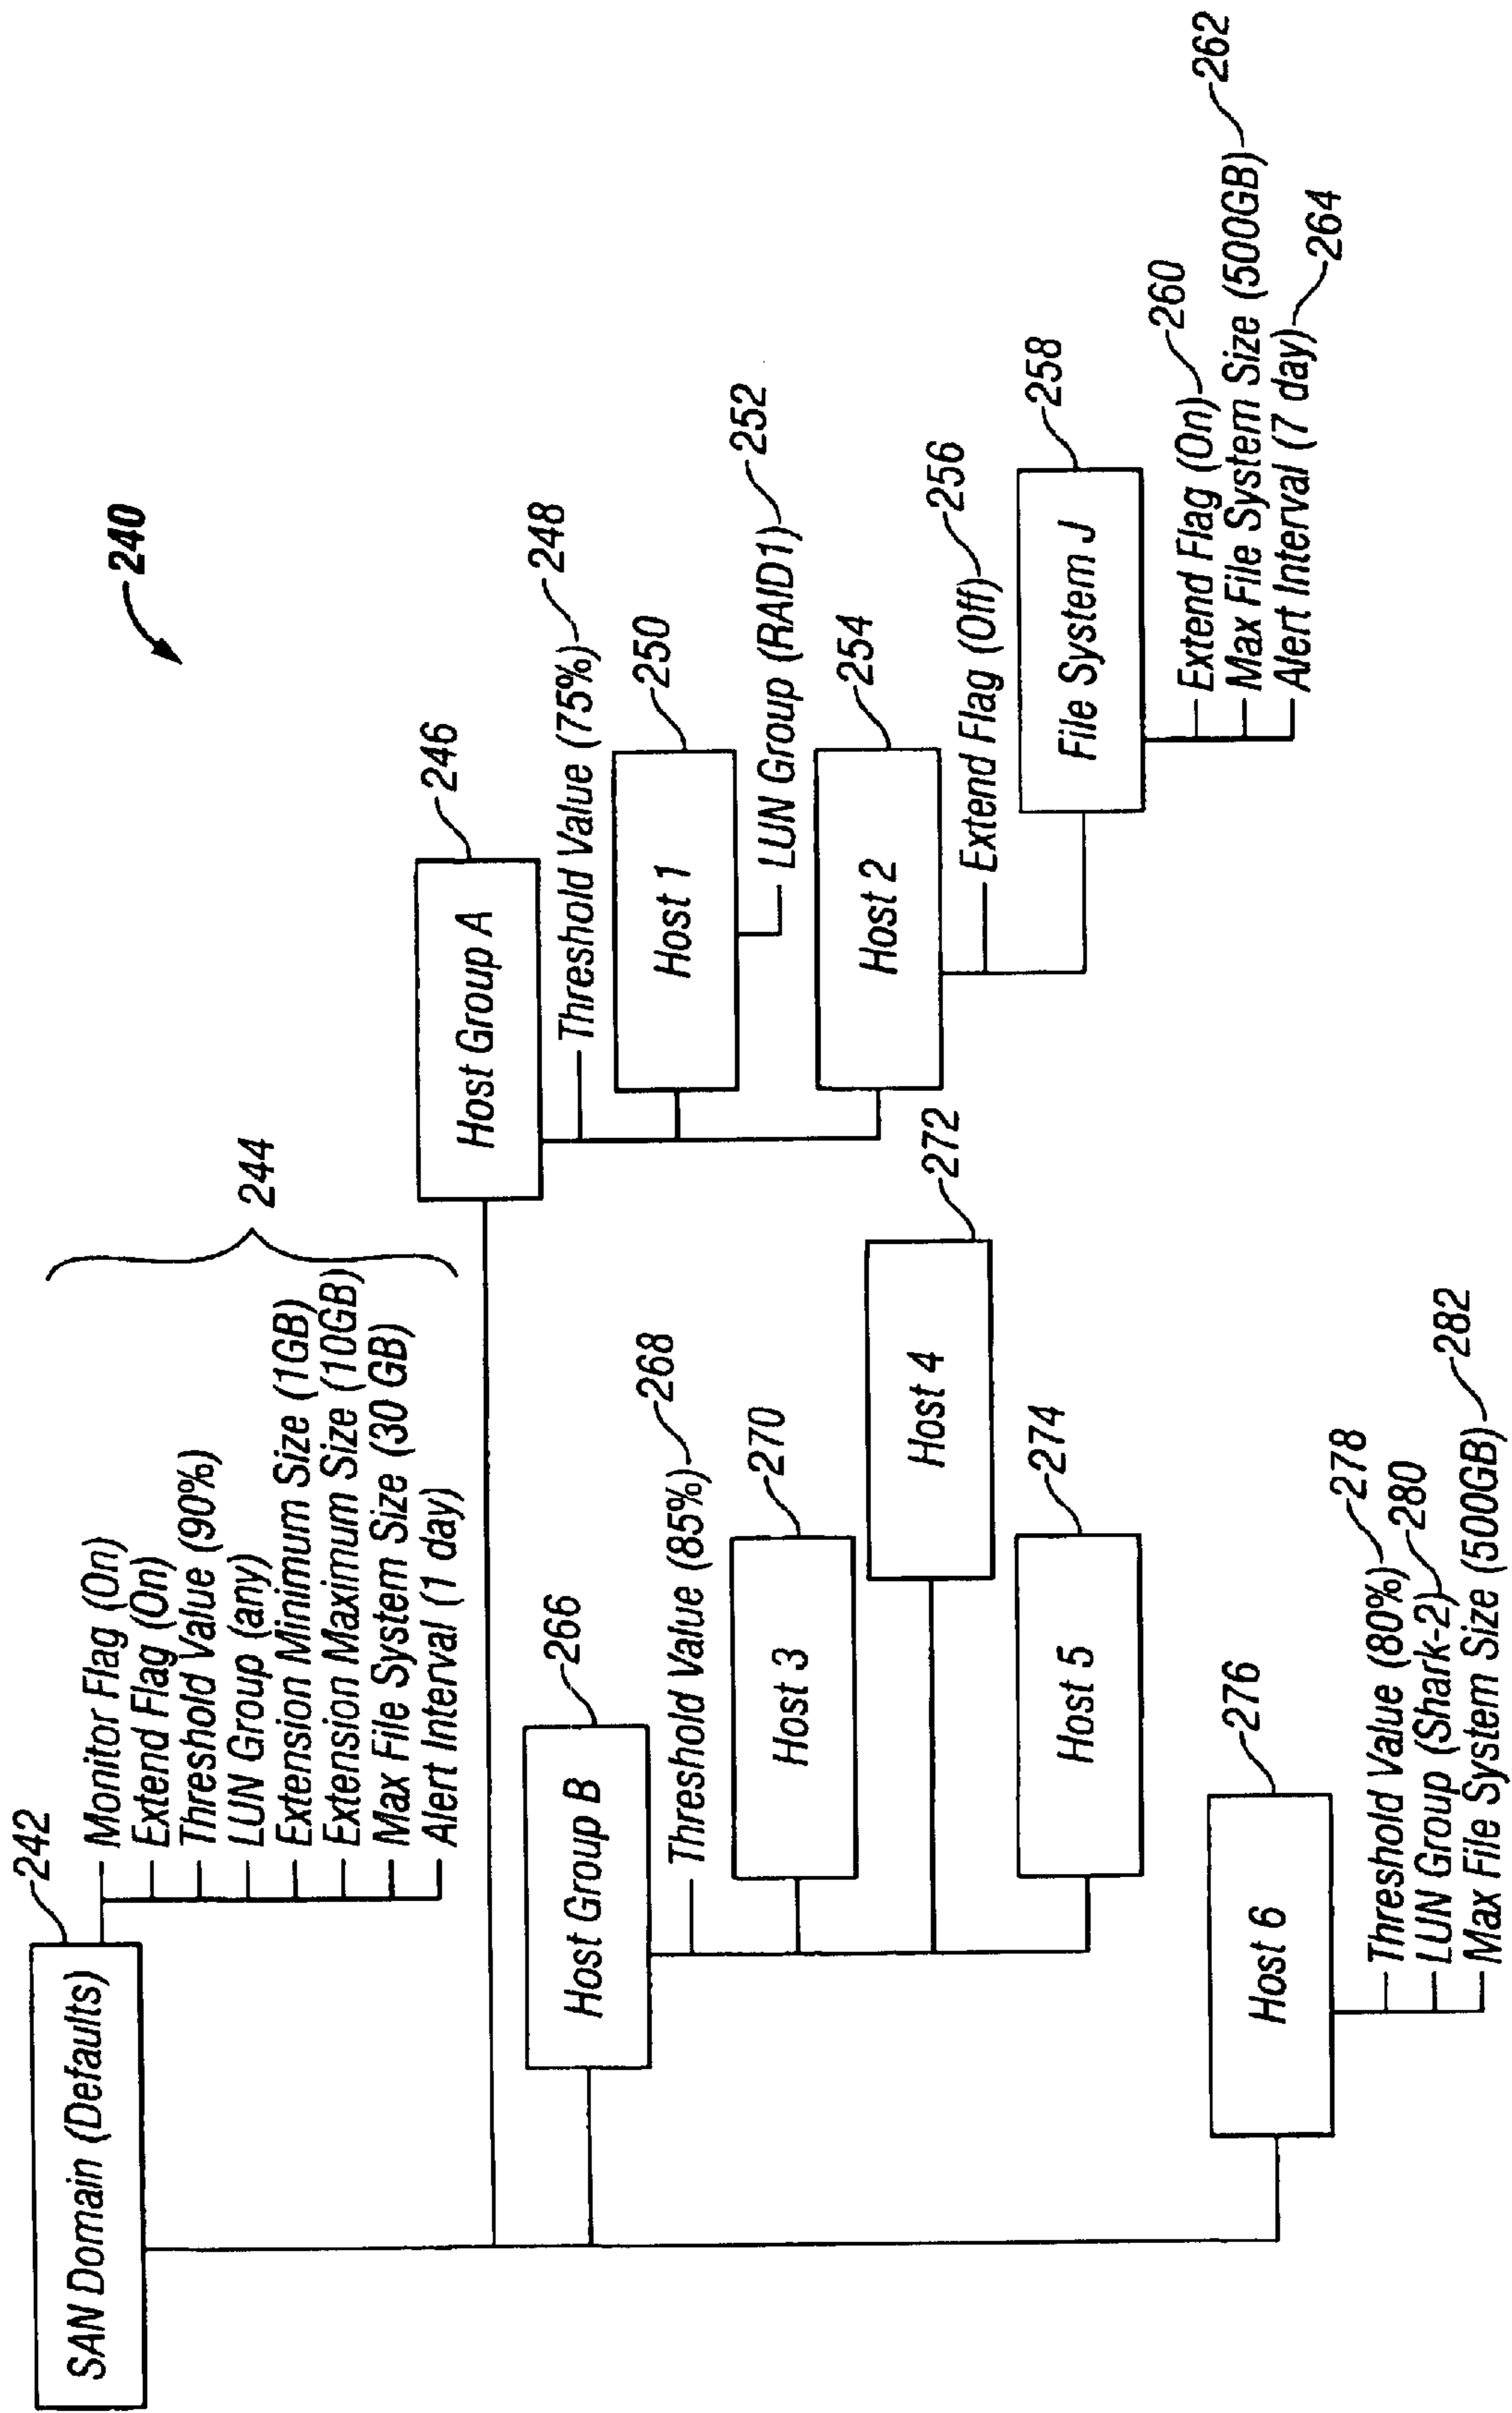 240
SAN Domain (Defaults)
242
Monitor Flag (On)
Extend Flag (On)
Threshold Value (90%)
LUN Group (any)
Extension Minimum Size (1GB)
Extension Maximum Size (10GB)
Max File System Size (30 GB)
Alert Interval (1 day)
244
Host Group A
246
Threshold Value (75%)
248
Host 1
250
LUN Group (RAID1)
252
Host 2
254
Extend Flag (Off)
256
File System J
258
Extend Flag (On)
260
Max File System Size (500GB)
262
Alert Interval (7 day)
264
Host Group B
266
Threshold Value (85%)
268
Host 3
270
Host 4
272
Host 5
274
Host 6
276
Threshold Value (80%)
278
LUN Group (Shark-2)
280
Max File System Size (500GB)
282